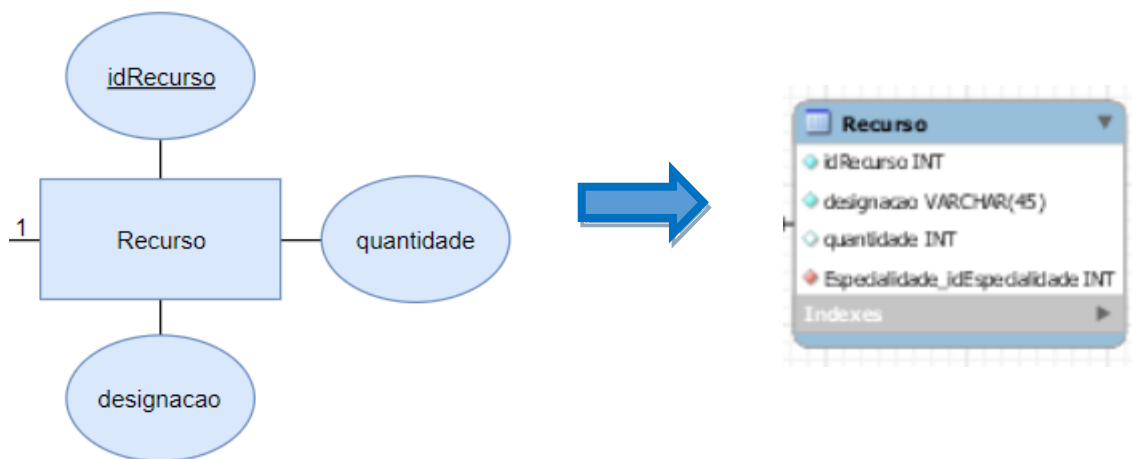 idRecurso
1
Recurso
quantidade
designacao
Recurso
idRecurso INT
designacao VARCHAR(45)
quantidade INT
Especialidade_idEspecialidade INT
Indexes